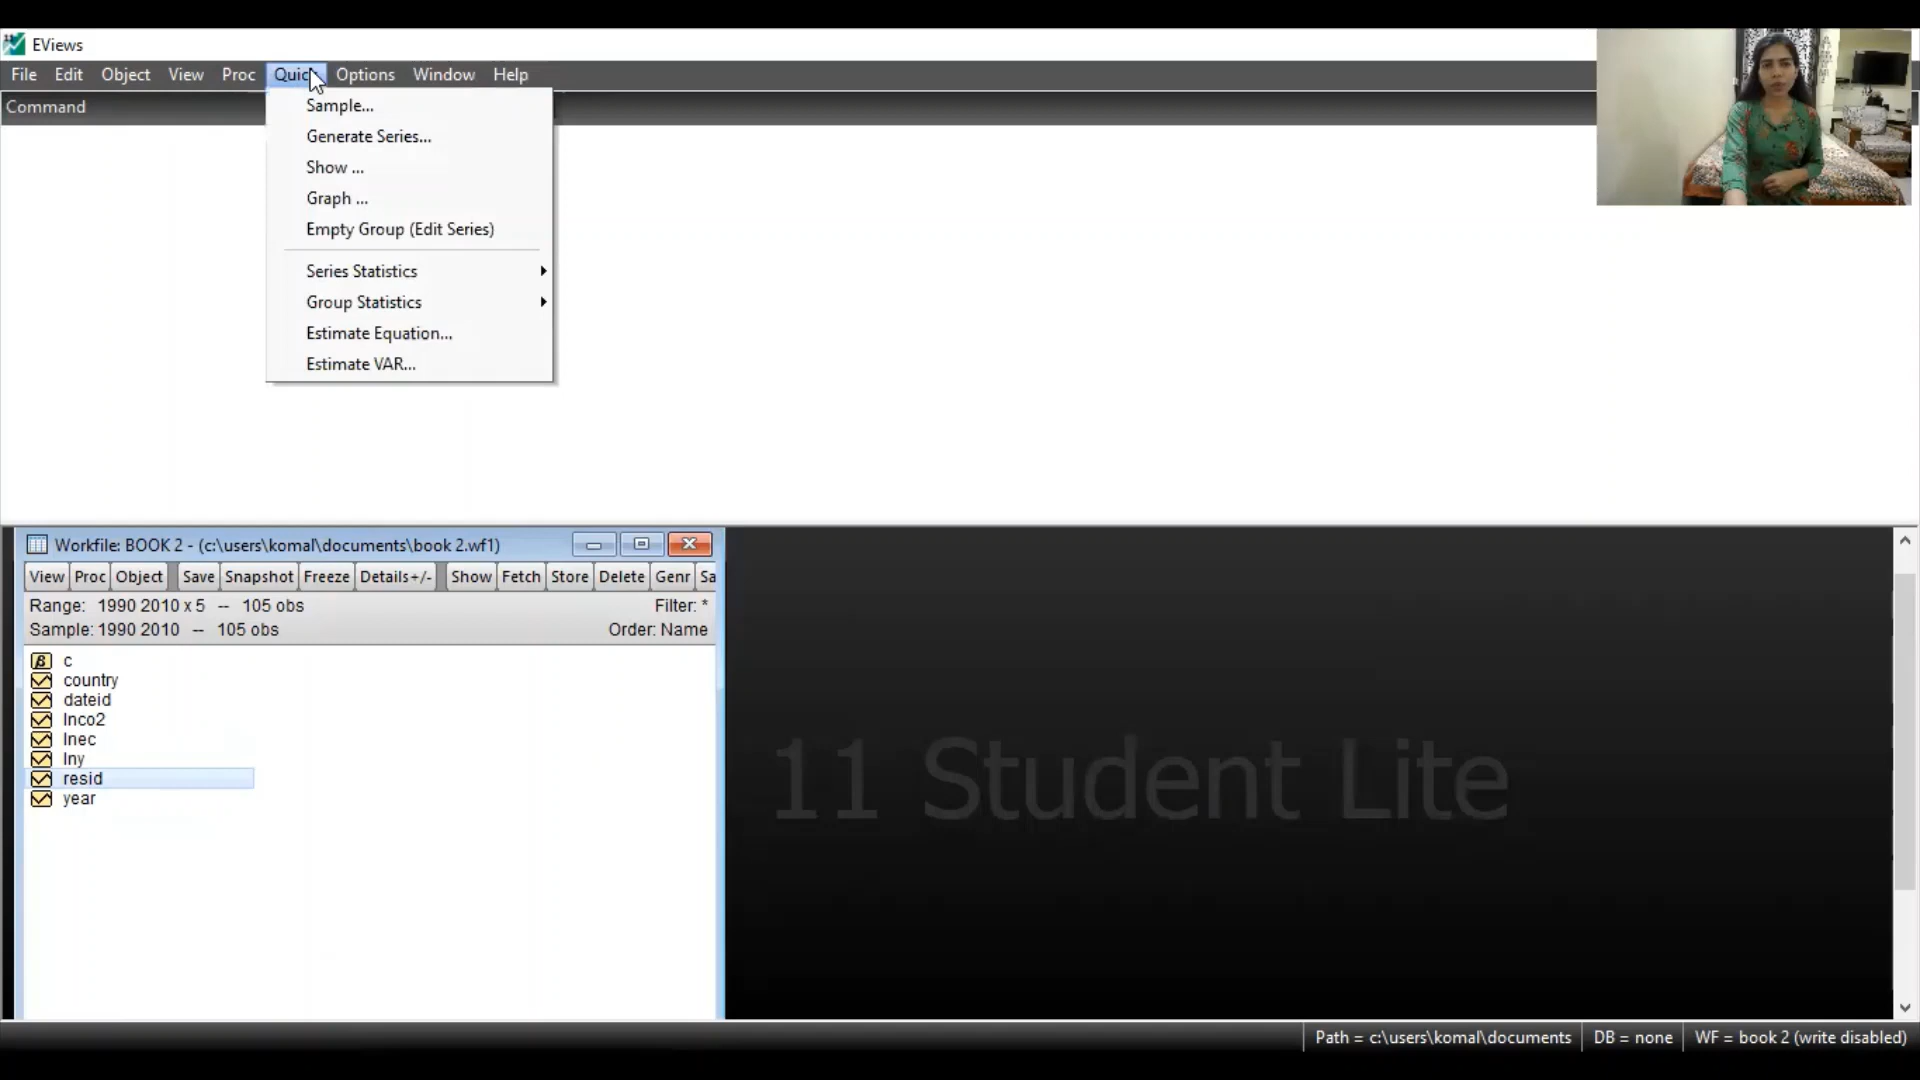 EViews
File Edit Object View Proc Quick Options Window Help
Command
Sample...
Generate Series...
Show ...
Graph ...
Empty Group (Edit Series)
Series Statistics
Group Statistics
Estimate Equation...
Estimate VAR...
Workfile: BOOK 2 - (c:\users\komal\documents\book 2.wf1)
View Proc Object Save Snapshot Freeze Details+/- Show Fetch Store Delete Genr Sa
Range: 1990 2010 x 5 -- 105 obs Filter: *
Sample: 1990 2010 -- 105 obs Order: Name
β c
country
dateid
lnco2
lnec
lny
resid
year
11 Student Lite
Path = c:\users\komal\documents DB = none WF = book 2 (write disabled)